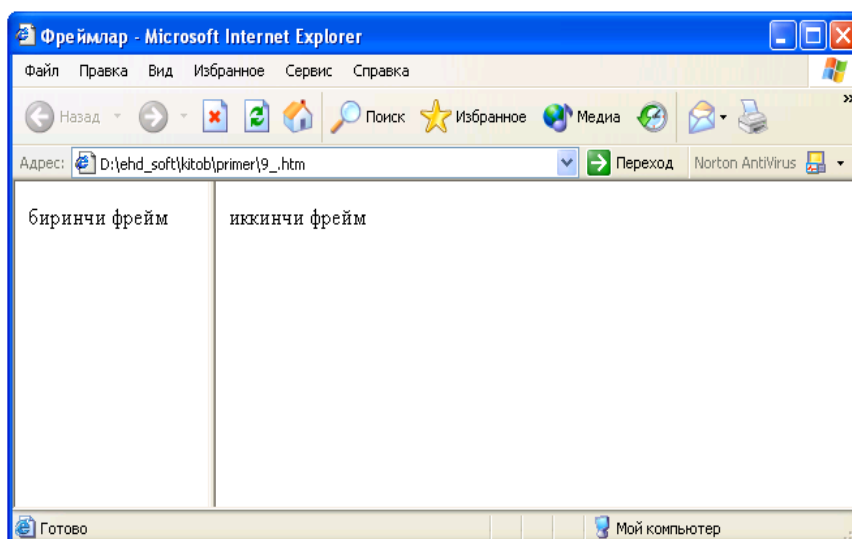 Фреймлар - Microsoft Internet Explorer
Файл Правка Вид Избранное Сервис Справка
Назад Поиск Избранное Медиа »
Адрес: D:\ehd_soft\kitob\primer\9_.htm Переход Norton AntiVirus
биринчи фрейм иккинчи фрейм
Готово Мой компьютер